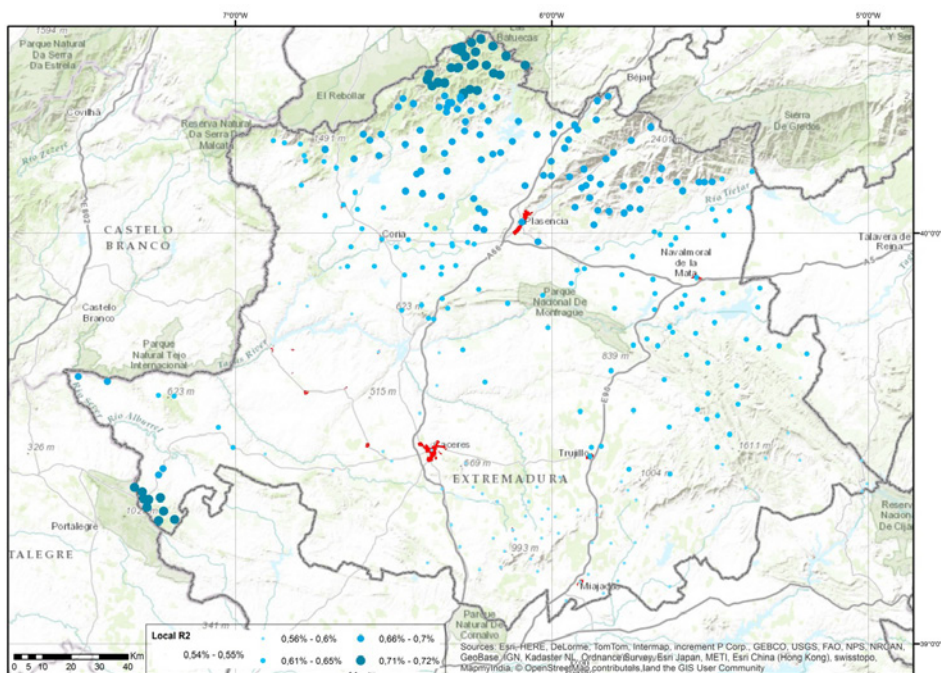 7°0'0"W
6°0'0"W
5°0'0"W
1594 m
Parque Natural
Da Serra
Da Estrela
Batuecas
Covilhã
El Rebollar
Béjar
Reserva Natural
Da Serra De
Malcata
1491 m
2401 m
Sierra
De Gredos
Río Zêzere
E 802
Río Tiétar
Plasencia
CASTELO
BRANCO
Coria
A66
40°0'0"
Talavera de la
Reina
Navalmoral
de la
Mata
A5
Castelo
Branco
623 m
Parque
Nacional De
Monfragüe
Parque
Natural Tejo
Internacional
Tagus River
839 m
E90
623 m
515 m
Río Sever
Río Alburrel
326 m
Cáceres
669 m
Trujillo
1611 m
1004 m
EXTREMADURA
Portalegre
TALEGRE
993 m
Miajadas
341 m
Parque
Natural De
Cornalvo
39°0'0"
Local R2
0,54% - 0,55%
0,56% - 0,6%
0,61% - 0,65%
0,66% - 0,7%
0,71% - 0,72%
0 5 10 20 30 40
Km
Sources: Esri, HERE, DeLorme, TomTom, Intermap, increment P Corp., GEBCO, USGS, FAO, NPS, NRCAN,
GeoBase, IGN, Kadaster NL, Ordnance Survey, Esri Japan, METI, Esri China (Hong Kong), swisstopo,
MapmyIndia, © OpenStreetMap contributors, and the GIS User Community